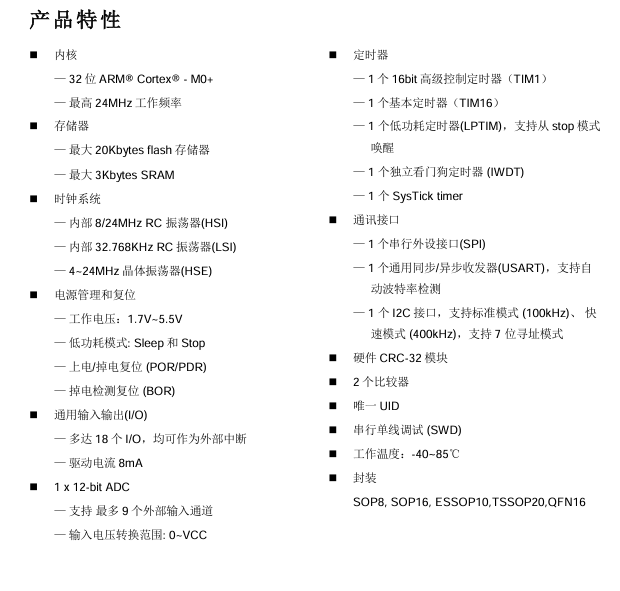 产品特性
■ 内核
— 32 位 ARM® Cortex® - M0+
— 最高 24MHz 工作频率
■ 存储器
— 最大 20Kbytes flash 存储器
— 最大 3Kbytes SRAM
■ 时钟系统
— 内部 8/24MHz RC 振荡器(HSI)
— 内部 32.768KHz RC 振荡器(LSI)
— 4~24MHz 晶体振荡器(HSE)
■ 电源管理和复位
— 工作电压：1.7V~5.5V
— 低功耗模式: Sleep 和 Stop
— 上电/掉电复位 (POR/PDR)
— 掉电检测复位 (BOR)
■ 通用输入输出(I/O)
— 多达 18 个 I/O，均可作为外部中断
— 驱动电流 8mA
■ 1 x 12-bit ADC
— 支持 最多 9 个外部输入通道
— 输入电压转换范围: 0~VCC
■ 定时器
— 1 个 16bit 高级控制定时器（TIM1）
— 1 个基本定时器（TIM16）
— 1 个低功耗定时器(LPTIM)，支持从 stop 模式
唤醒
— 1 个独立看门狗定时器 (IWDT)
— 1 个 SysTick timer
■ 通讯接口
— 1 个串行外设接口(SPI)
— 1 个通用同步/异步收发器(USART)，支持自
动波特率检测
— 1 个 I2C 接口，支持标准模式 (100kHz)、 快
速模式 (400kHz)，支持 7 位寻址模式
■ 硬件 CRC-32 模块
■ 2 个比较器
■ 唯一 UID
■ 串行单线调试 (SWD)
■ 工作温度：-40~85℃
■ 封装
SOP8, SOP16, ESSOP10,TSSOP20,QFN16